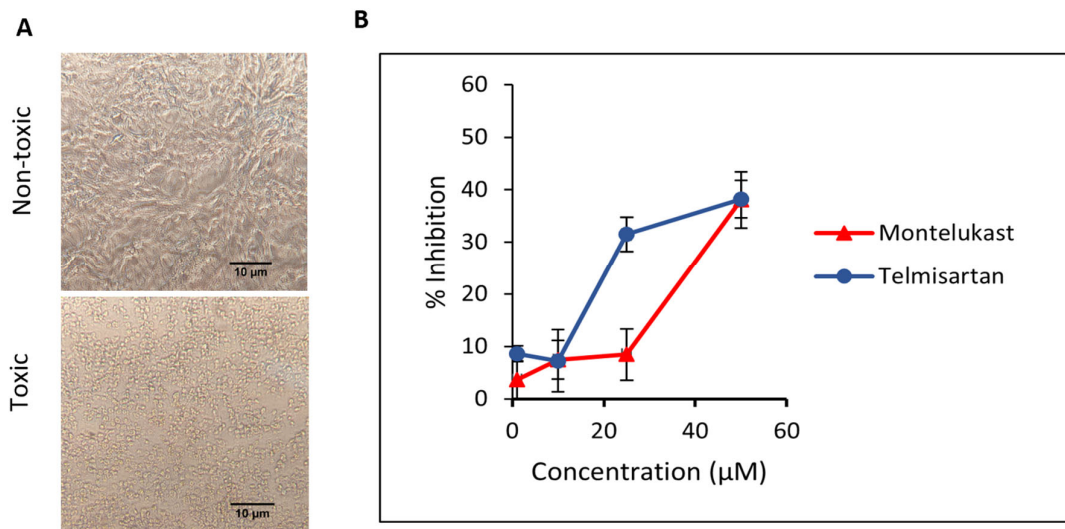 A
Non-toxic
10 µm
Toxic
10 µm
B
60
50
40
30
20
10
0
% Inhibition
0 20 40 60
Concentration (µM)
Montelukast
Telmisartan